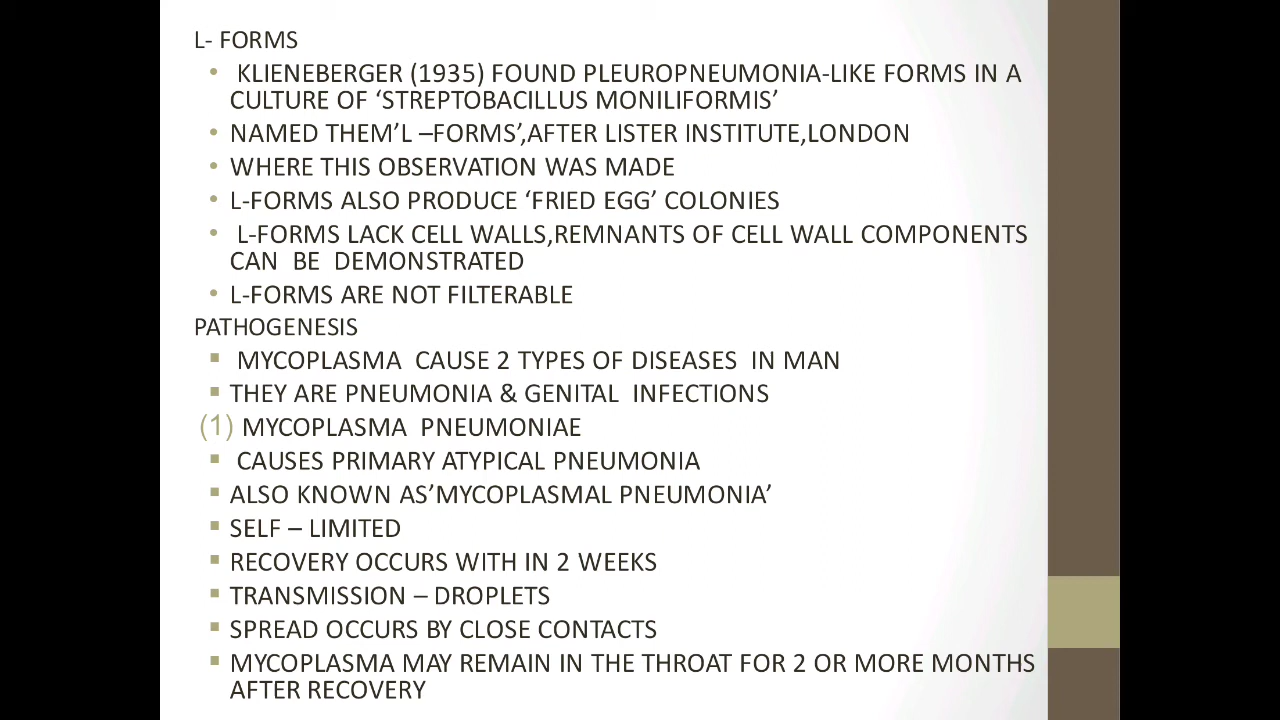 L- FORMS
• KLIENEBERGER (1935) FOUND PLEUROPNEUMONIA-LIKE FORMS IN A
CULTURE OF ‘STREPTOBACILLUS MONILIFORMIS’
• NAMED THEM’L –FORMS’,AFTER LISTER INSTITUTE,LONDON
• WHERE THIS OBSERVATION WAS MADE
• L-FORMS ALSO PRODUCE ‘FRIED EGG’ COLONIES
• L-FORMS LACK CELL WALLS,REMNANTS OF CELL WALL COMPONENTS
CAN BE DEMONSTRATED
• L-FORMS ARE NOT FILTERABLE
PATHOGENESIS
▪ MYCOPLASMA CAUSE 2 TYPES OF DISEASES IN MAN
▪ THEY ARE PNEUMONIA & GENITAL INFECTIONS
(1) MYCOPLASMA PNEUMONIAE
▪ CAUSES PRIMARY ATYPICAL PNEUMONIA
▪ ALSO KNOWN AS’MYCOPLASMAL PNEUMONIA’
▪ SELF – LIMITED
▪ RECOVERY OCCURS WITH IN 2 WEEKS
▪ TRANSMISSION – DROPLETS
▪ SPREAD OCCURS BY CLOSE CONTACTS
▪ MYCOPLASMA MAY REMAIN IN THE THROAT FOR 2 OR MORE MONTHS
AFTER RECOVERY